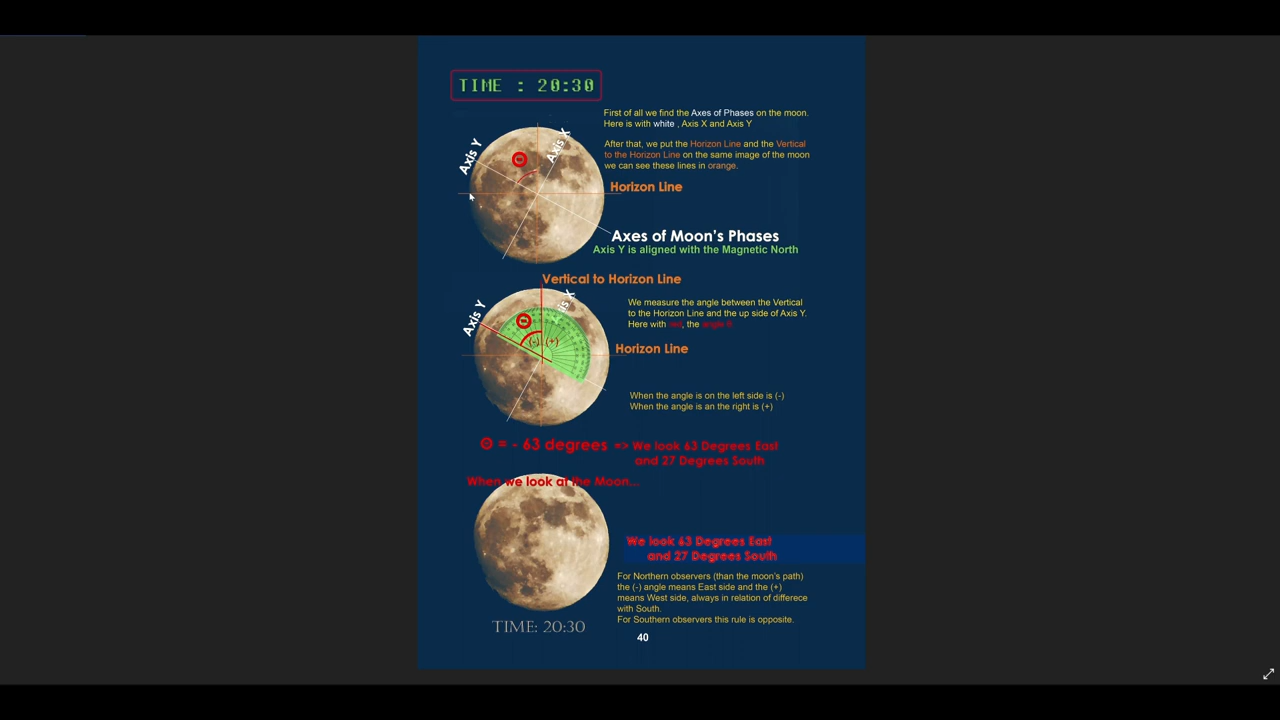 TIME : 20:30
First of all we find the Axes of Phases on the moon.
Here is with white , Axis X and Axis Y
After that, we put the Horizon Line and the Vertical
to the Horizon Line on the same image of the moon
we can see these lines in orange.
Axis Y
Axis X
Θ
Horizon Line
Axes of Moon's Phases
Axis Y is aligned with the Magnetic North
Vertical to Horizon Line
Axis Y
is X
Θ
(-) (+)
We measure the angle between the Vertical
to the Horizon Line and the up side of Axis Y.
Here with red, the angle Θ
Horizon Line
When the angle is on the left side is (-)
When the angle is an the right is (+)
Θ = - 63 degrees => We look 63 Degrees East
and 27 Degrees South
When we look at the Moon...
We look 63 Degrees East
and 27 Degrees South
For Northern observers (than the moon's path)
the (-) angle means East side and the (+)
means West side, always in relation of differece
with South.
For Southern observers this rule is opposite.
TIME: 20:30
40